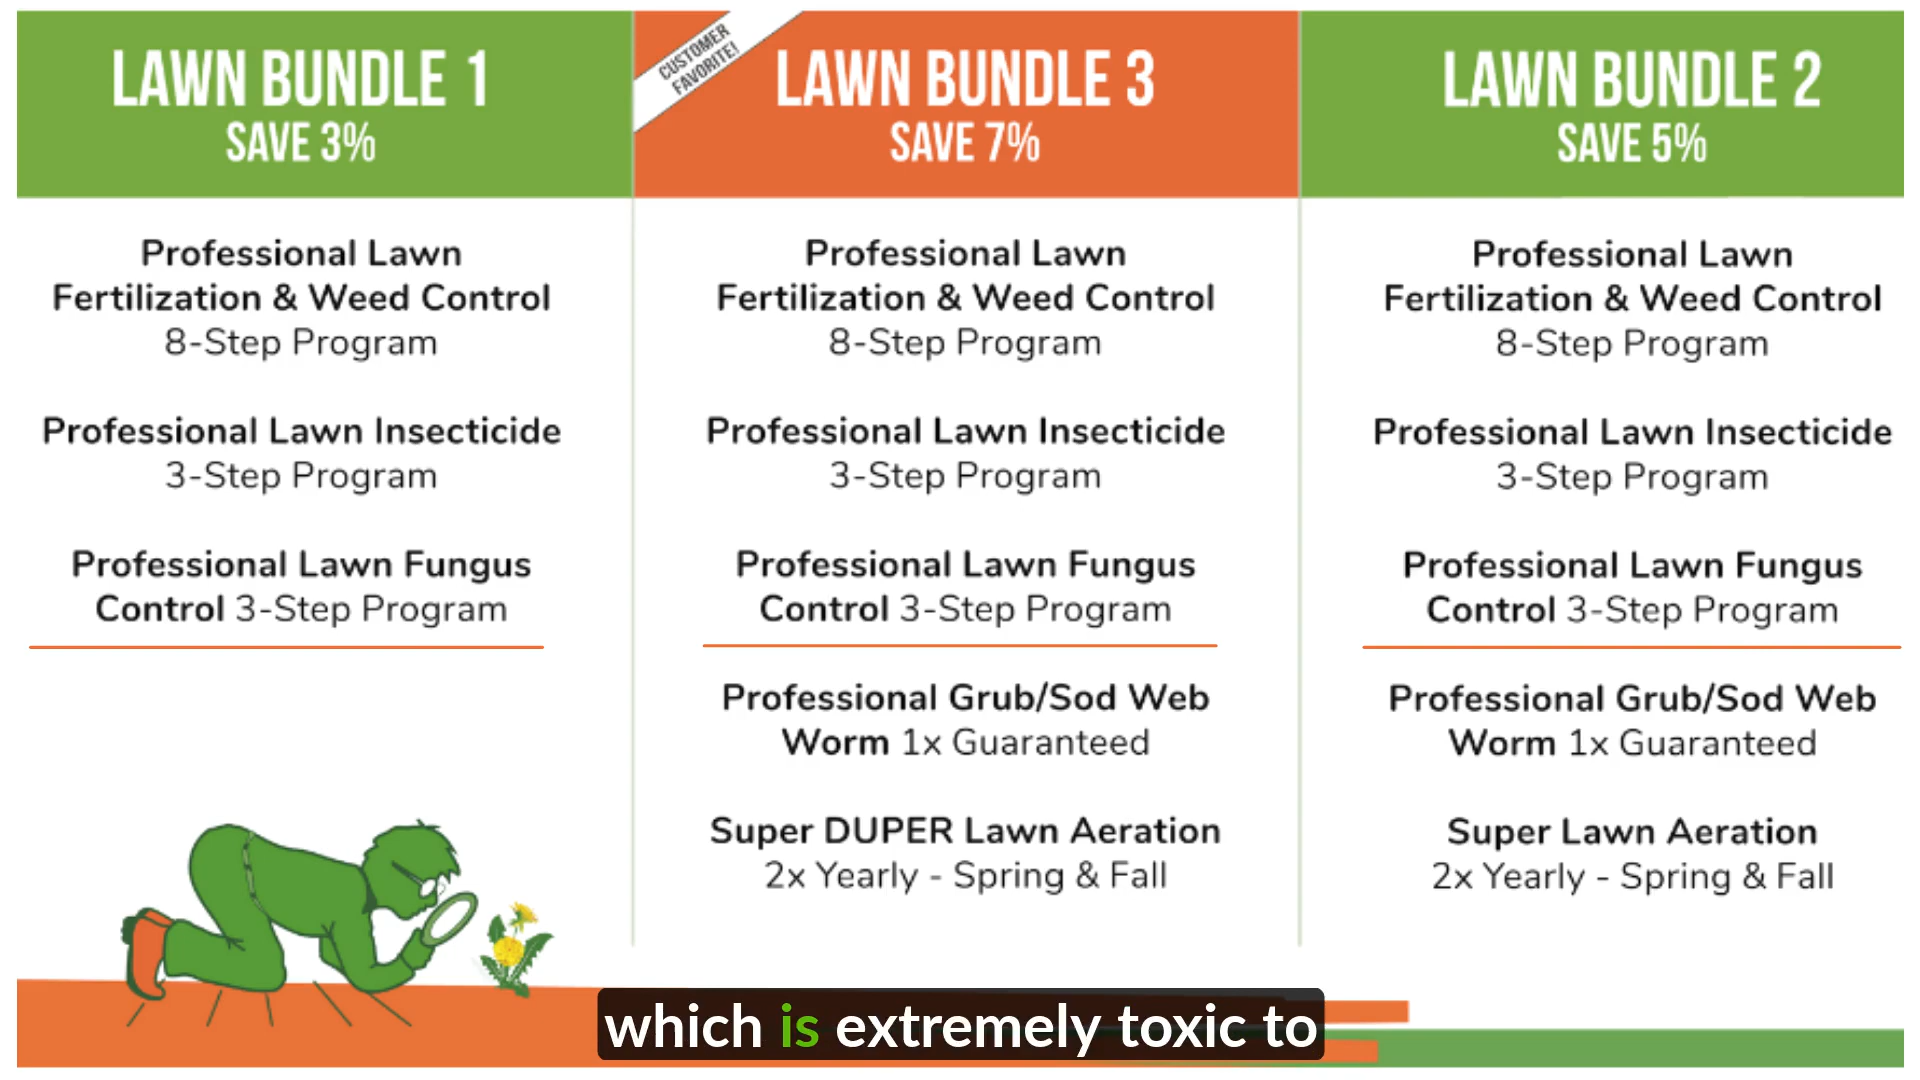 LAWN BUNDLE 1
SAVE 3%
Professional Lawn
Fertilization & Weed Control
8-Step Program
Professional Lawn Insecticide
3-Step Program
Professional Lawn Fungus
Control 3-Step Program
CUSTOMER
FAVORITE!
LAWN BUNDLE 3
SAVE 7%
Professional Lawn
Fertilization & Weed Control
8-Step Program
Professional Lawn Insecticide
3-Step Program
Professional Lawn Fungus
Control 3-Step Program
Professional Grub/Sod Web
Worm 1x Guaranteed
Super DUPER Lawn Aeration
2x Yearly - Spring & Fall
LAWN BUNDLE 2
SAVE 5%
Professional Lawn
Fertilization & Weed Control
8-Step Program
Professional Lawn Insecticide
3-Step Program
Professional Lawn Fungus
Control 3-Step Program
Professional Grub/Sod Web
Worm 1x Guaranteed
Super Lawn Aeration
2x Yearly - Spring & Fall
which is extremely toxic to